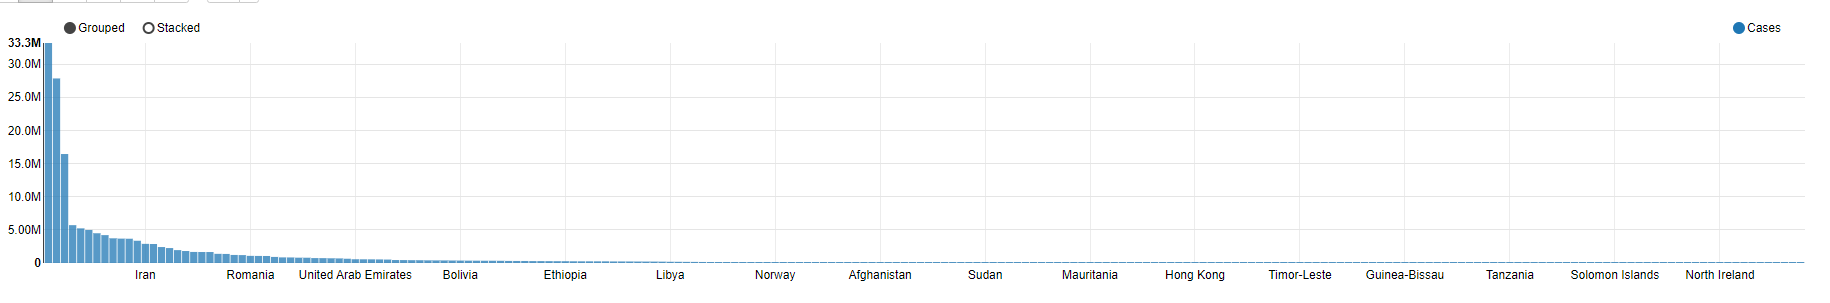 Grouped Stacked Cases
33.3M
30.0M
25.0M
20.0M
15.0M
10.0M
5.00M
0
Iran Romania United Arab Emirates Bolivia Ethiopia Libya Norway Afghanistan Sudan Mauritania Hong Kong Timor-Leste Guinea-Bissau Tanzania Solomon Islands North Ireland